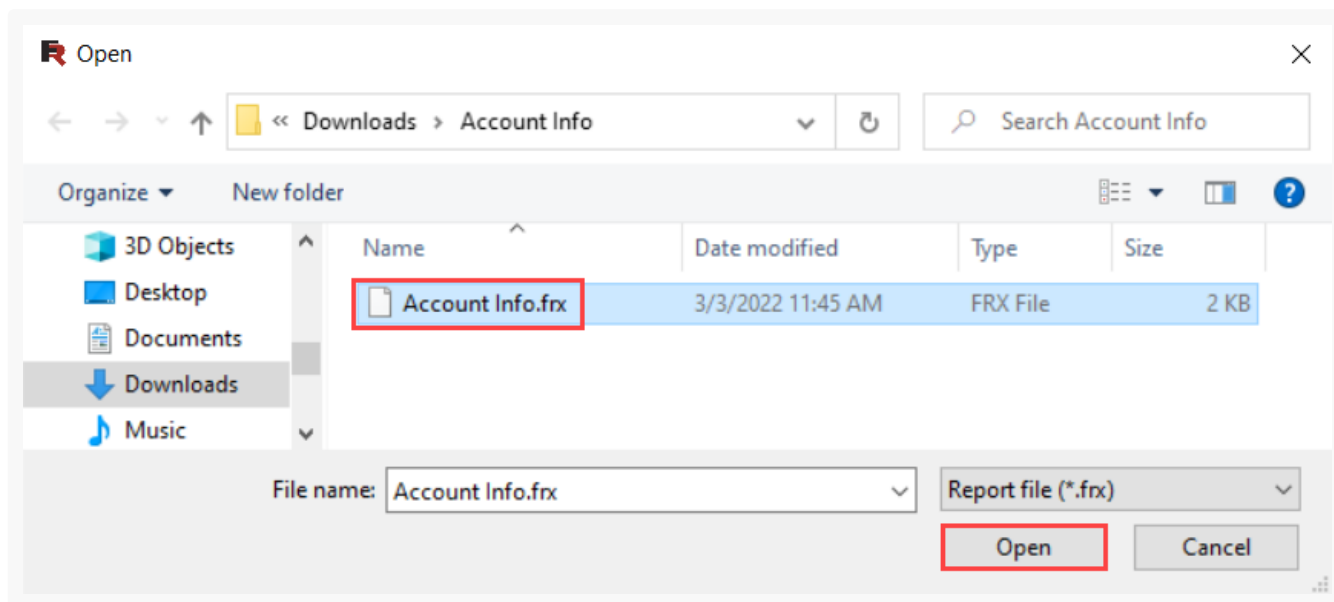 Open
« Downloads > Account Info
Search Account Info
Organize
New folder
?
3D Objects
Desktop
Documents
Downloads
Music
Name Date modified Type Size
Account Info.frx 3/3/2022 11:45 AM FRX File 2 KB
File name: Account Info.frx
Report file (*.frx)
Open Cancel